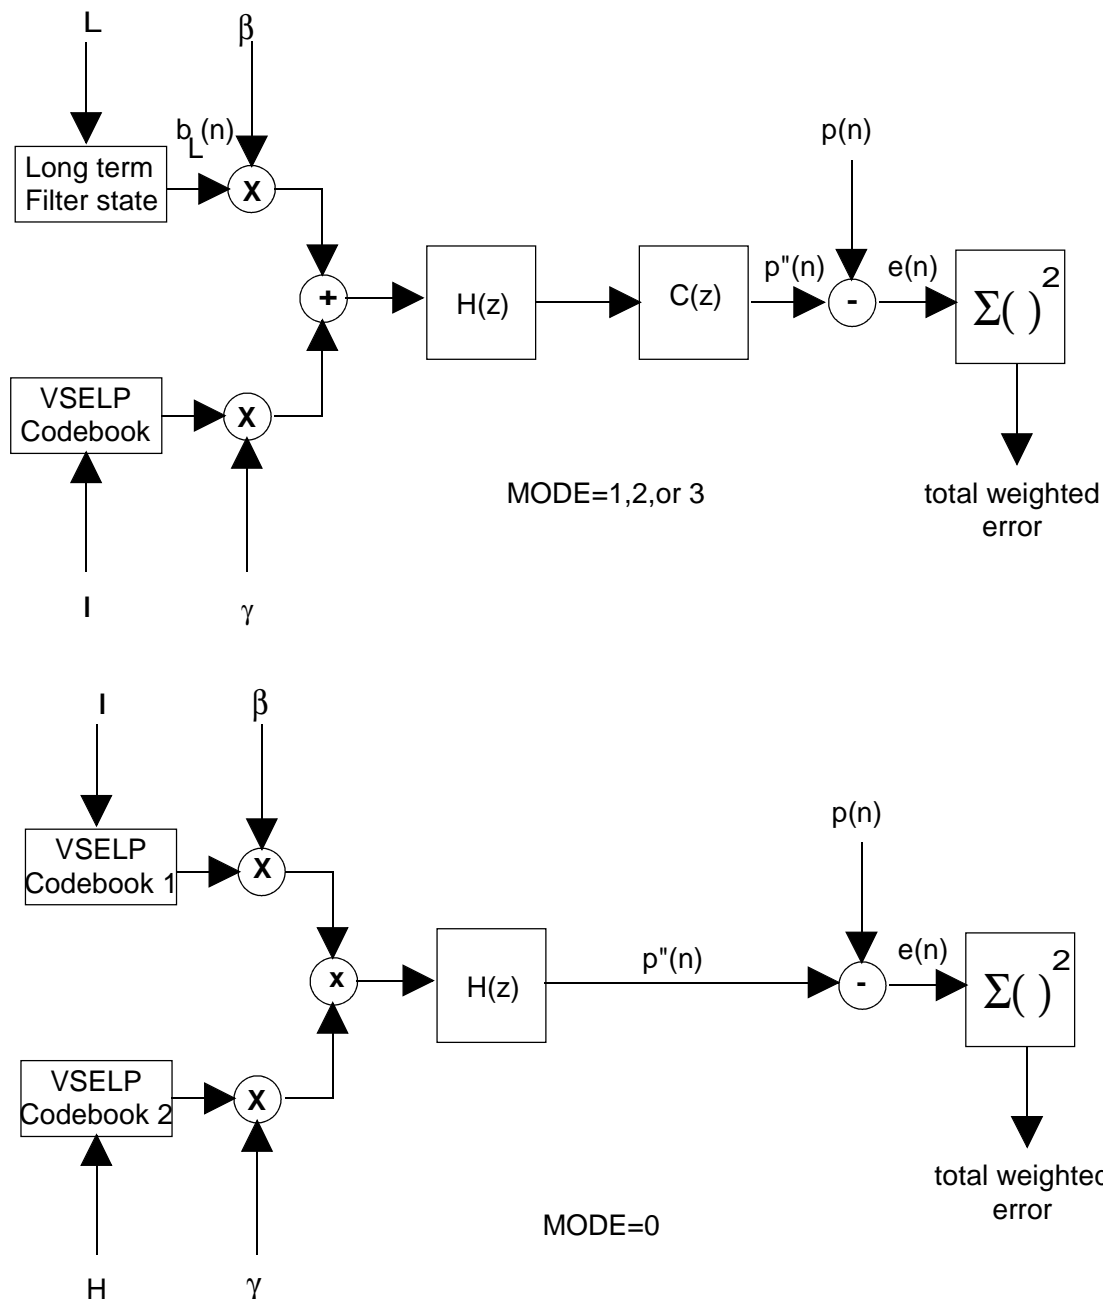 L
β
b_L(n)
p(n)
Long term
Filter state
X
+
H(z)
C(z)
p"(n)
-
e(n)
Σ( )²
VSELP
Codebook
X
MODE=1,2,or 3
total weighted
error
I
γ
I
β
p(n)
VSELP
Codebook 1
X
x
H(z)
p"(n)
-
e(n)
Σ( )²
VSELP
Codebook 2
X
total weighted
error
MODE=0
H
γ